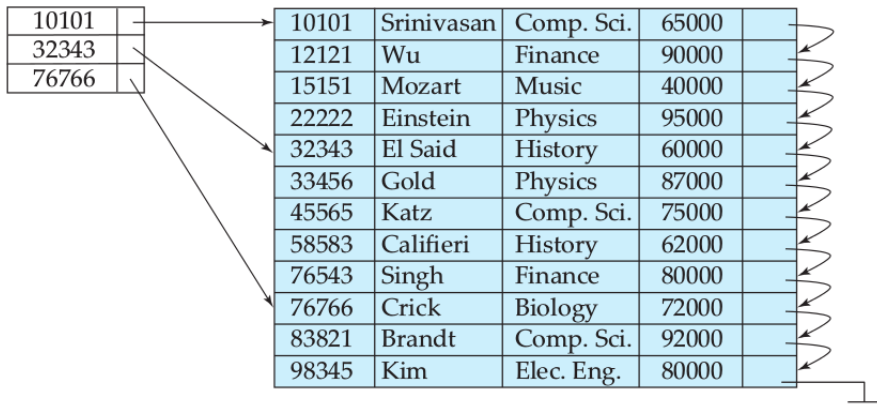 10101
32343
76766
10101 Srinivasan Comp. Sci. 65000
12121 Wu Finance 90000
15151 Mozart Music 40000
22222 Einstein Physics 95000
32343 El Said History 60000
33456 Gold Physics 87000
45565 Katz Comp. Sci. 75000
58583 Califieri History 62000
76543 Singh Finance 80000
76766 Crick Biology 72000
83821 Brandt Comp. Sci. 92000
98345 Kim Elec. Eng. 80000